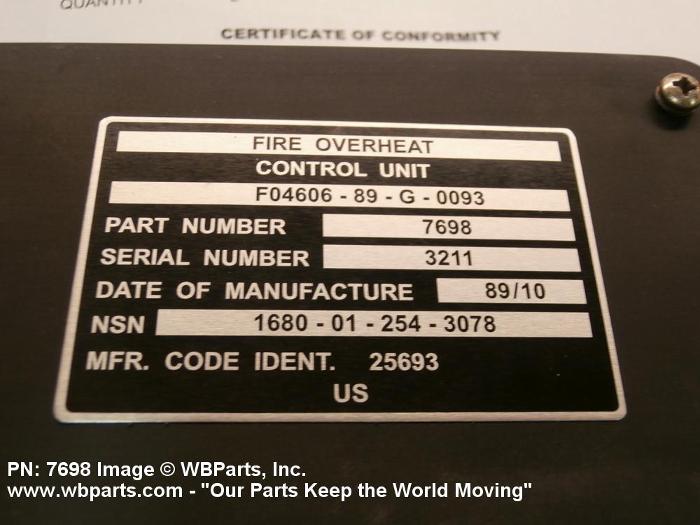 QUANTITY
CERTIFICATE OF CONFORMITY
FIRE OVERHEAT
CONTROL UNIT
F04606 - 89 - G - 0093
PART NUMBER 7698
SERIAL NUMBER 3211
DATE OF MANUFACTURE 89/10
NSN 1680 - 01 - 254 - 3078
MFR. CODE IDENT. 25693
US
PN: 7698 Image © WBParts, Inc.
www.wbparts.com - "Our Parts Keep the World Moving"